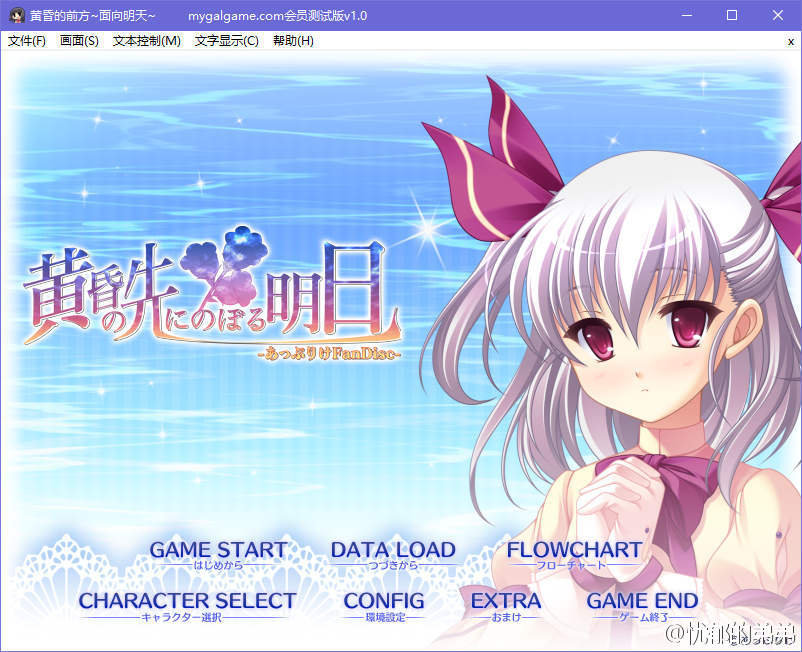 黄昏的前方~面向明天~ mygalgame.com会员测试版v1.0
文件(F) 画面(S) 文本控制(M) 文字显示(C) 帮助(H) x
黄昏の先にのぼる明日
-あっぷりけFanDisc-
GAME START DATA LOAD FLOWCHART
はじめから つづきから フローチャート
CHARACTER SELECT CONFIG EXTRA GAME END
キャラクター選択 環境設定 おまけ ゲーム終了